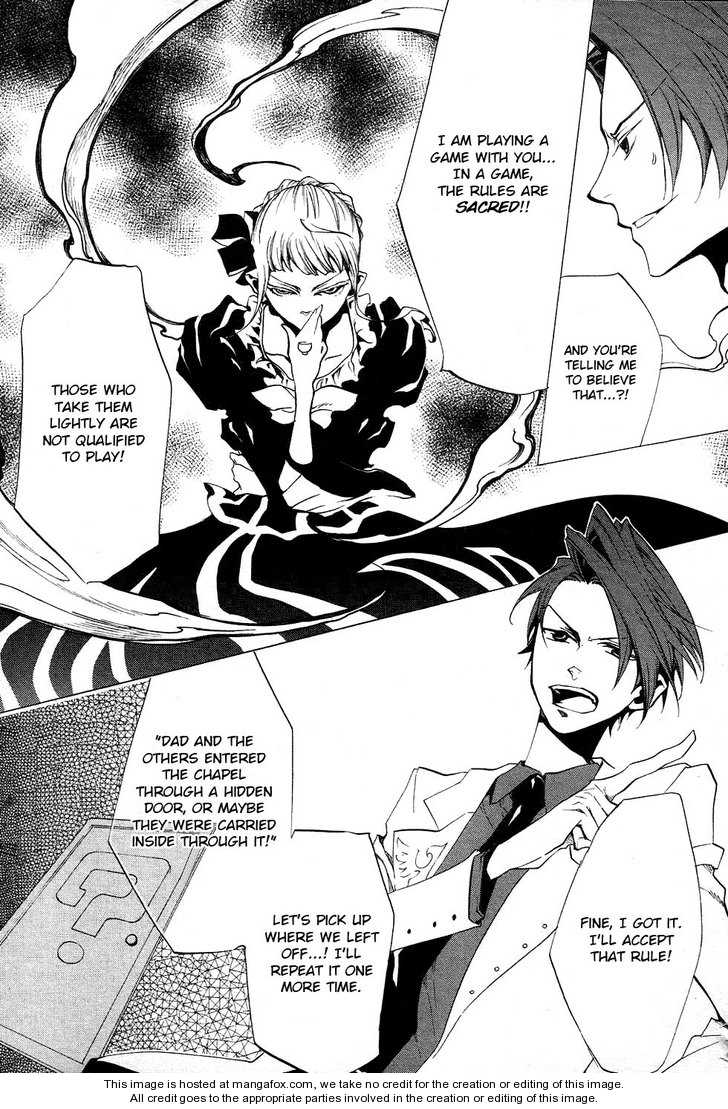 I AM PLAYING A
GAME WITH YOU...
IN A GAME,
THE RULES ARE
SACRED!!
AND YOU'RE
TELLING ME
TO BELIEVE
THAT...?!
THOSE WHO
TAKE THEM
LIGHTLY ARE
NOT QUALIFIED
TO PLAY!
FINE, I GOT IT.
I'LL ACCEPT
THAT RULE!
LET'S PICK UP
WHERE WE LEFT
OFF...! I'LL
REPEAT IT ONE
MORE TIME.
"DAD AND THE
OTHERS ENTERED
THE CHAPEL
THROUGH A HIDDEN
DOOR, OR MAYBE
THEY WERE CARRIED
INSIDE THROUGH IT!"
??
This image is hosted at mangafox.com, we take no credit for the creation or editing of this image.
All credit goes to the appropriate parties involved in the creation or editing of this image.